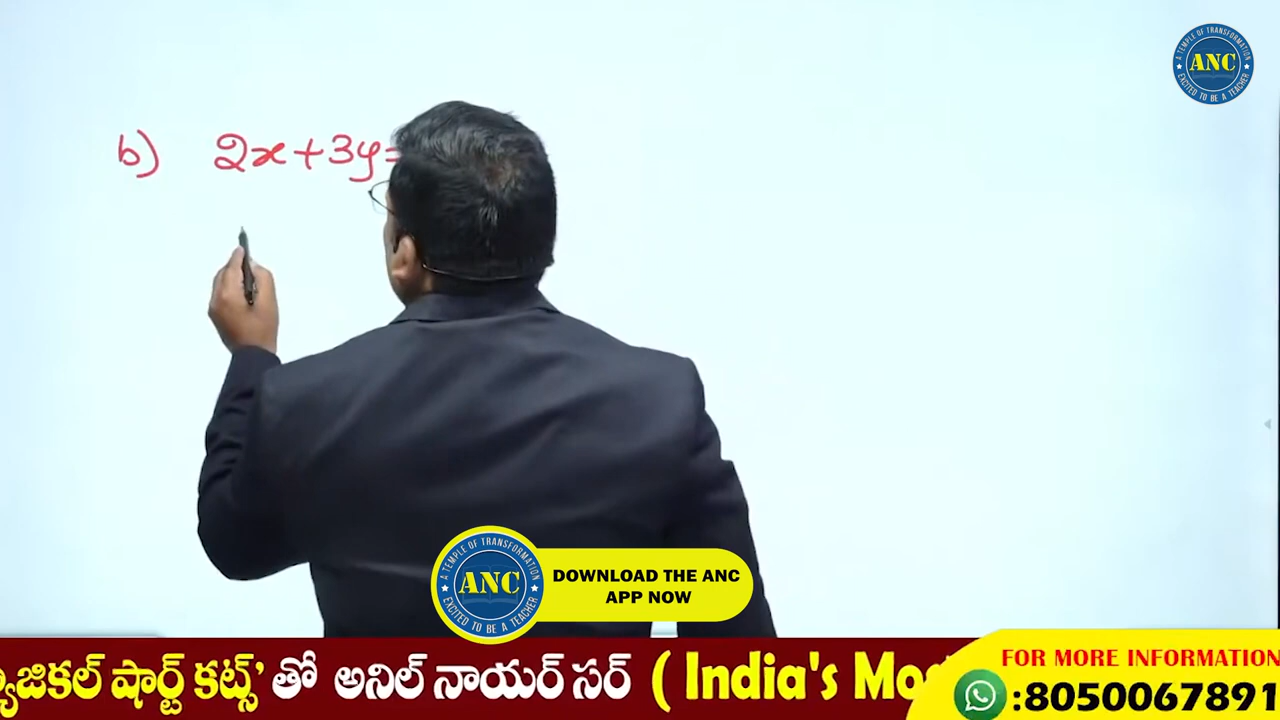 A TEMPLE OF TRANSFORMATION
ANC
EXCITED TO BE A TEACHER
b) 2x+3y=
A TEMPLE OF TRANSFORMATION
ANC
EXCITED TO BE A TEACHER
DOWNLOAD THE ANC
APP NOW
షార్ట్ కట్స్' తో అనిల్ నాయర్ సర్ ( India's Mo
FOR MORE INFORMATION
:8050067891